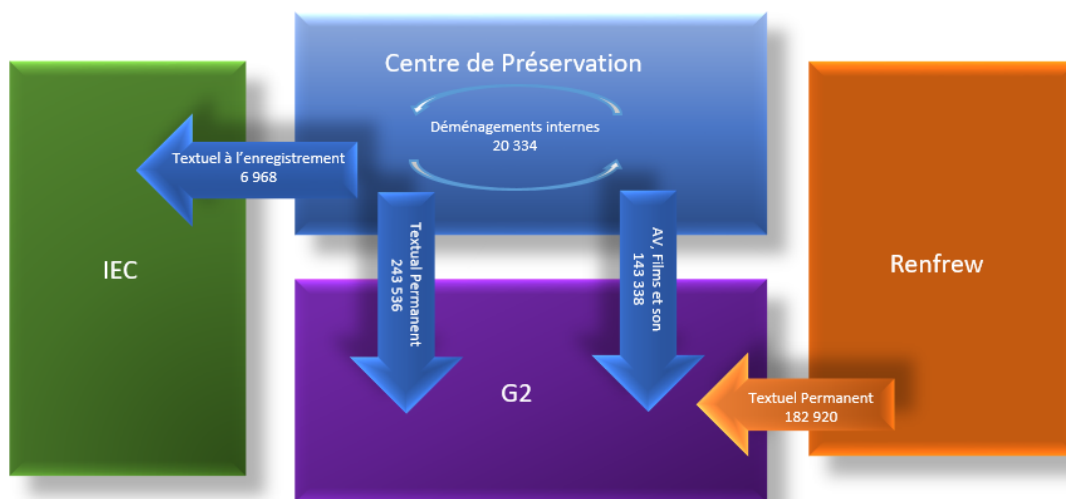 Centre de Préservation
Déménagements internes
20 334
Textuel à l'enregistrement
6 968
IEC
Textual Permanent
243 536
AV, Films et son
143 338
Renfrew
G2
Textuel Permanent
182 920